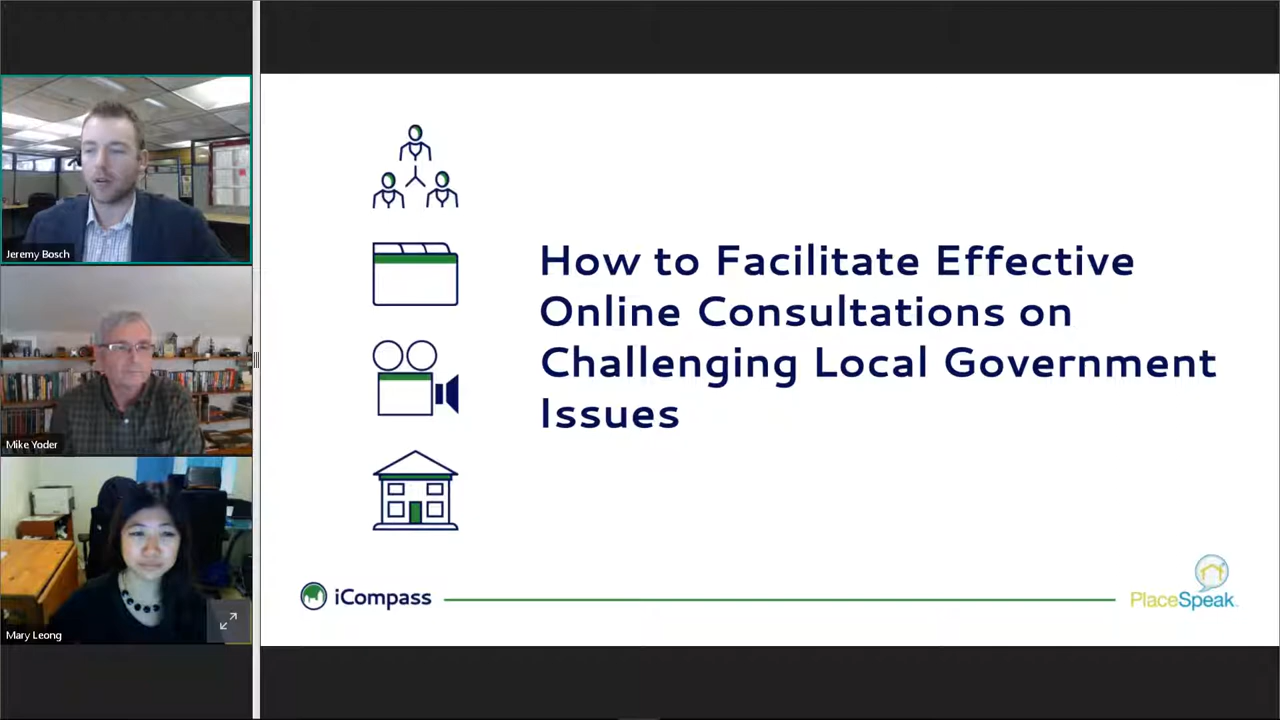 Jeremy Bosch
Mike Yoder
Mary Leong
How to Facilitate Effective
Online Consultations on
Challenging Local Government
Issues
iCompass
PlaceSpeak